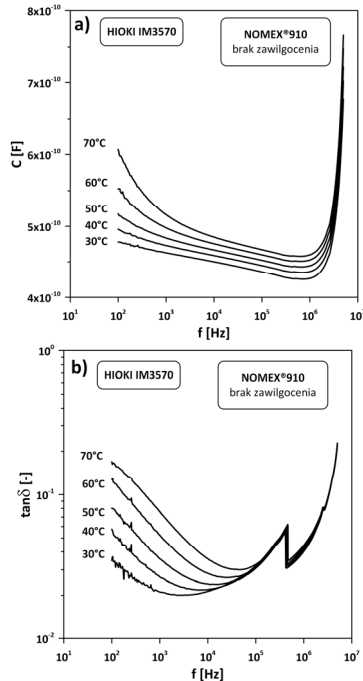 a)
HIOKI IM3570
NOMEX®910
brak zawilgocenia
8x10⁻¹⁰
7x10⁻¹⁰
6x10⁻¹⁰
5x10⁻¹⁰
4x10⁻¹⁰
C [F]
70°C
60°C
50°C
40°C
30°C
10¹ 10² 10³ 10⁴ 10⁵ 10⁶ 10⁷
f [Hz]
b)
HIOKI IM3570
NOMEX®910
brak zawilgocenia
10⁰
10⁻¹
10⁻²
tanδ [-]
70°C
60°C
50°C
40°C
30°C
10¹ 10² 10³ 10⁴ 10⁵ 10⁶ 10⁷
f [Hz]